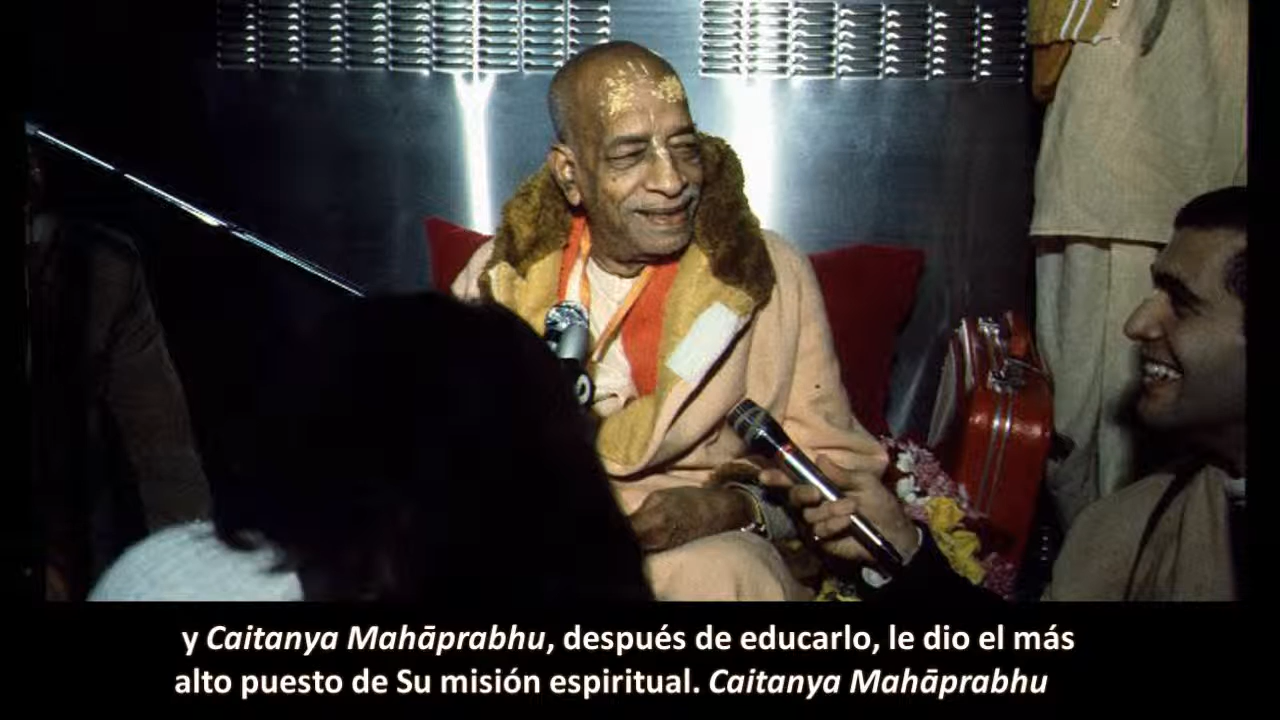 y Caitanya Mahāprabhu, después de educarlo, le dio el más
alto puesto de Su misión espiritual. Caitanya Mahāprabhu